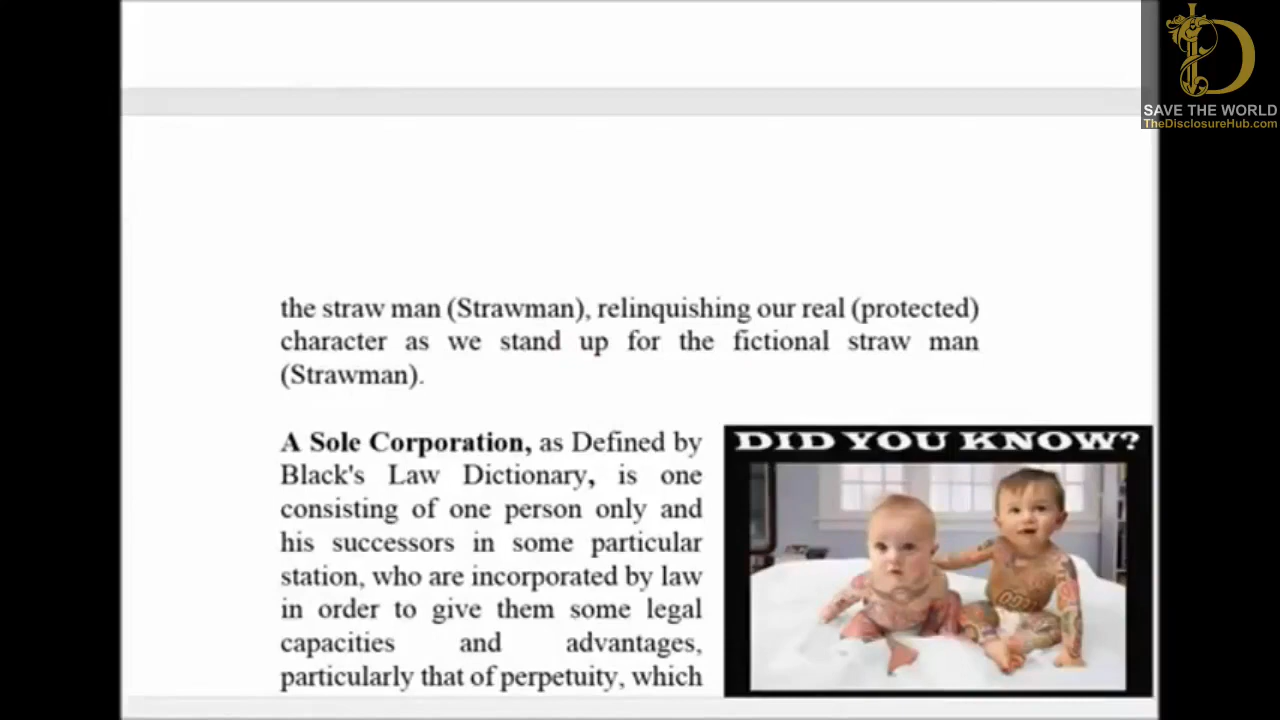 SAVE THE WORLD
TheDisclosureHub.com
the straw man (Strawman), relinquishing our real (protected)
character as we stand up for the fictional straw man
(Strawman).
A Sole Corporation, as Defined by
Black's Law Dictionary, is one
consisting of one person only and
his successors in some particular
station, who are incorporated by law
in order to give them some legal
capacities and advantages,
particularly that of perpetuity, which
DID YOU KNOW?